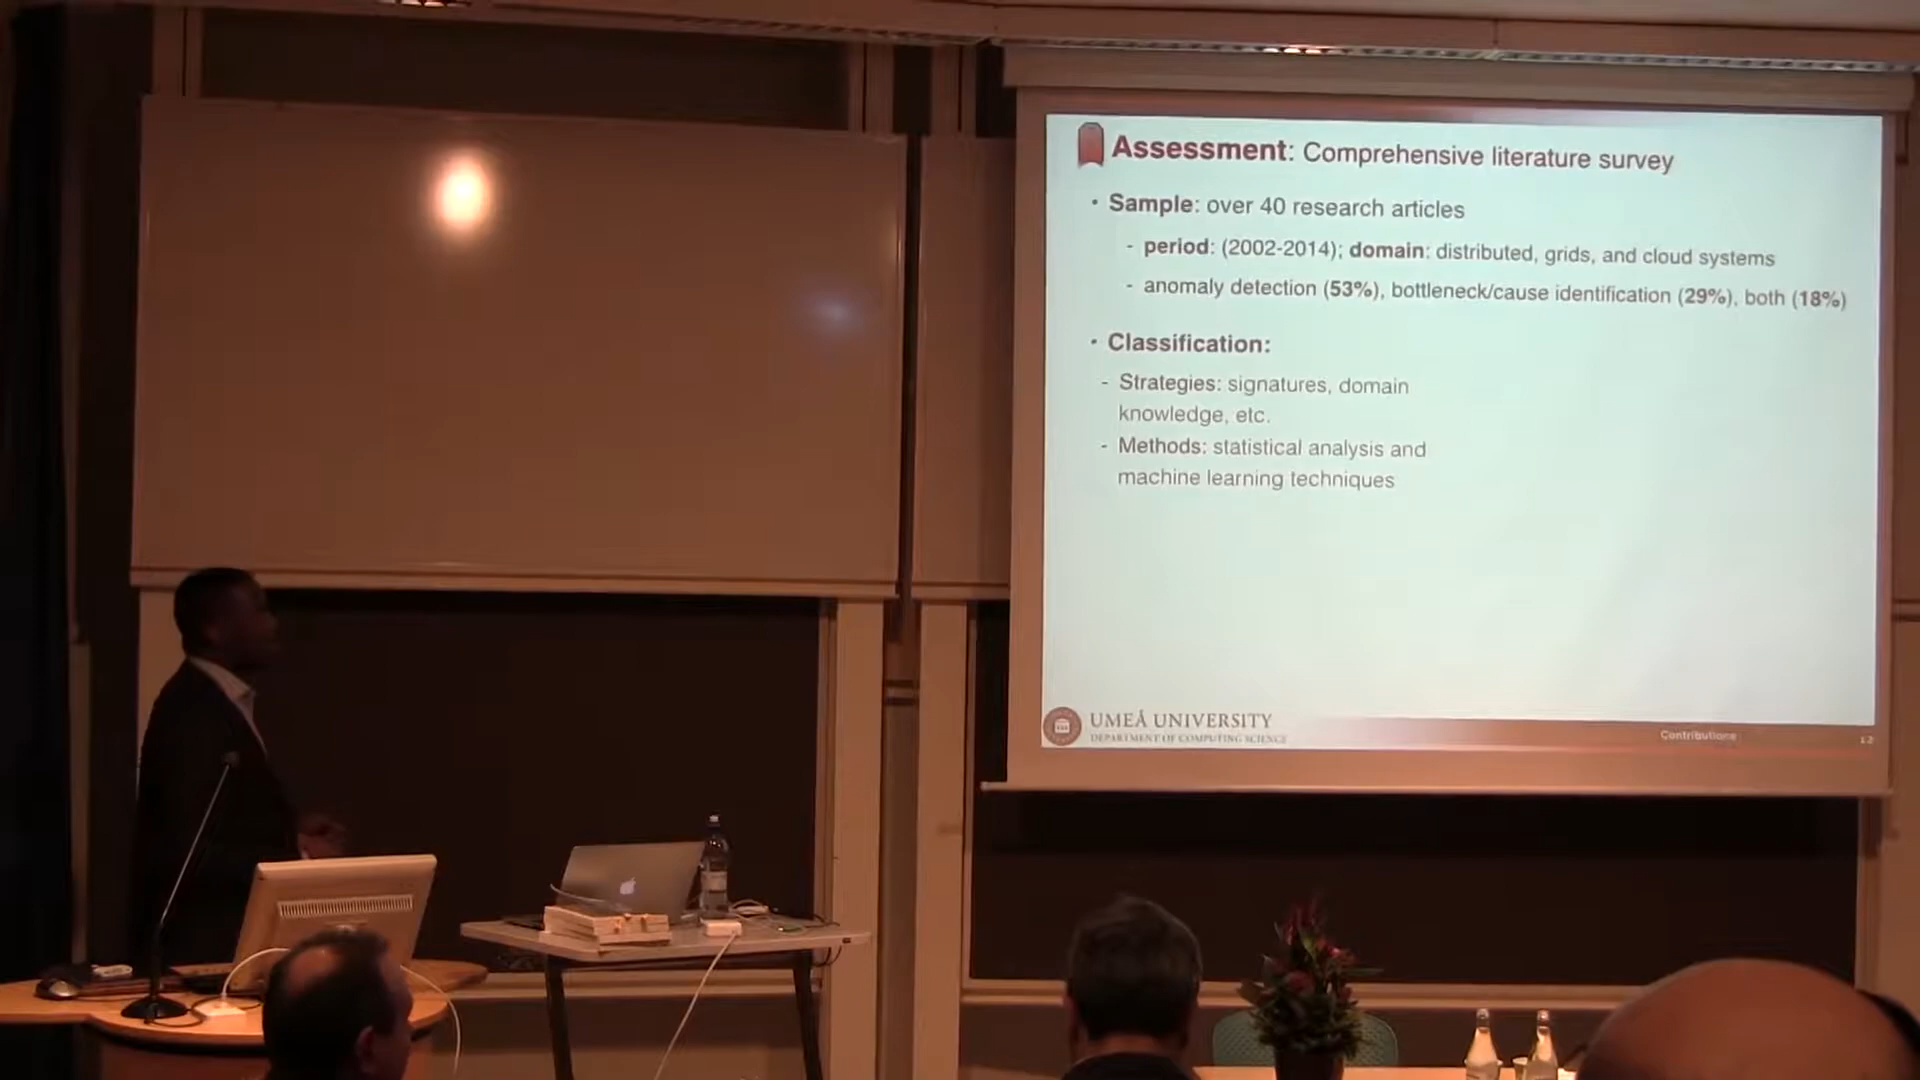 Assessment: Comprehensive literature survey
• Sample: over 40 research articles
- period: (2002-2014); domain: distributed, grids, and cloud systems
- anomaly detection (53%), bottleneck/cause identification (29%), both (18%)
• Classification:
- Strategies: signatures, domain
knowledge, etc.
- Methods: statistical analysis and
machine learning techniques
UMEÅ UNIVERSITY
DEPARTMENT OF COMPUTING SCIENCE
Contributions
12